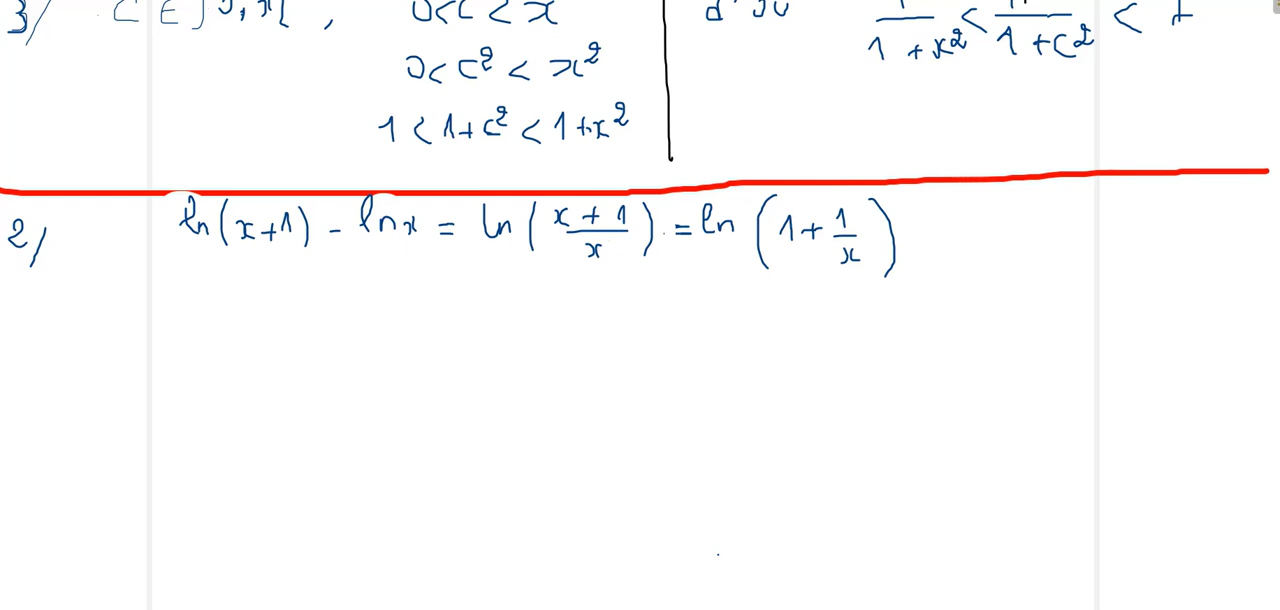 3/ C ∈ ]0, x[ , 0 < C < x d'où 1/(1 + x²) < 1/(1 + C²) < 1
0 < C² < x²
1 < 1 + C² < 1 + x²
2/ ln(x+1) - ln x = ln((x + 1)/x) = ln(1 + 1/x)